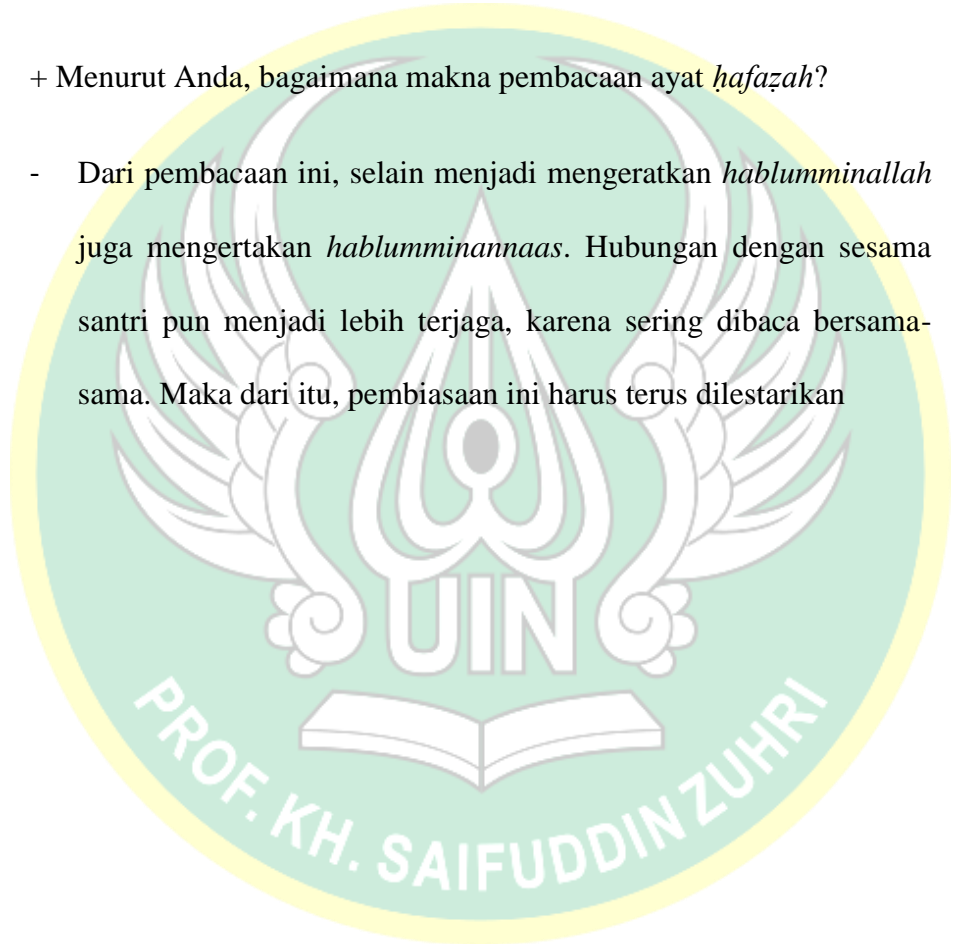 + Menurut Anda, bagaimana makna pembacaan ayat ḥafaẓah?
- Dari pembacaan ini, selain menjadi mengeratkan hablumminallah
juga mengertakan hablumminannaas. Hubungan dengan sesama
santri pun menjadi lebih terjaga, karena sering dibaca bersama-
sama. Maka dari itu, pembiasaan ini harus terus dilestarikan
UIN
PROF. KH. SAIFUDDIN ZUHRI